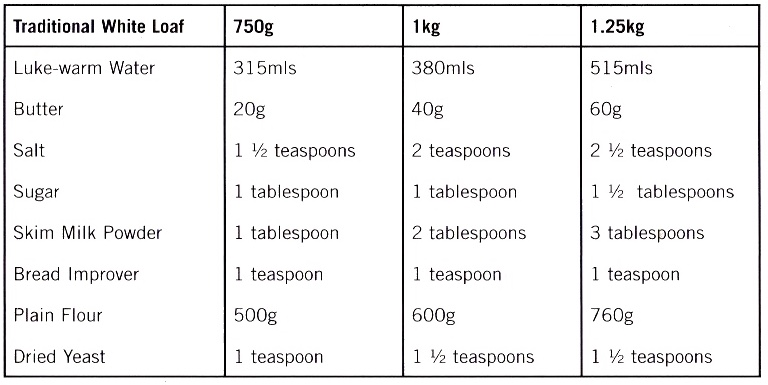 Traditional White Loaf 750g 1kg 1.25kg
Luke-warm Water 315mls 380mls 515mls
Butter 20g 40g 60g
Salt 1 ½ teaspoons 2 teaspoons 2 ½ teaspoons
Sugar 1 tablespoon 1 tablespoon 1 ½ tablespoons
Skim Milk Powder 1 tablespoon 2 tablespoons 3 tablespoons
Bread Improver 1 teaspoon 1 teaspoon 1 teaspoon
Plain Flour 500g 600g 760g
Dried Yeast 1 teaspoon 1 ½ teaspoons 1 ½ teaspoons